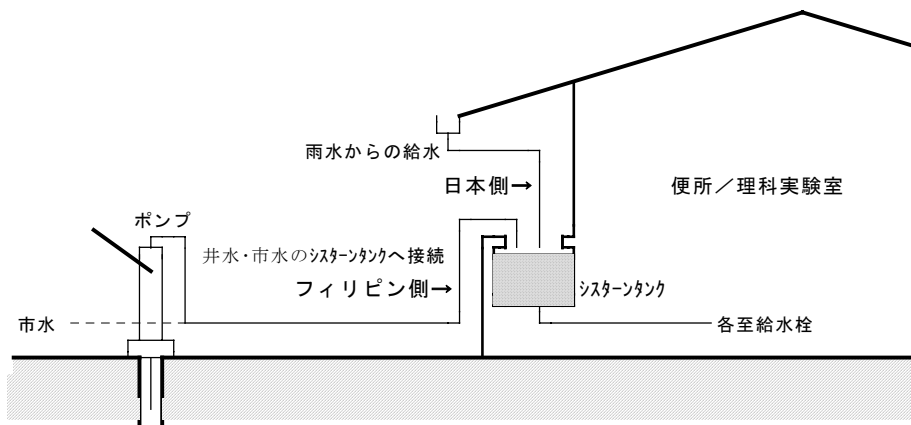 雨水からの給水
日本側→
便所／理科実験室
ポンプ
井水・市水のｼｽﾀｰﾝﾀﾝｸへ接続
フィリピン側→
ｼｽﾀｰﾝﾀﾝｸ
市水
各至給水栓